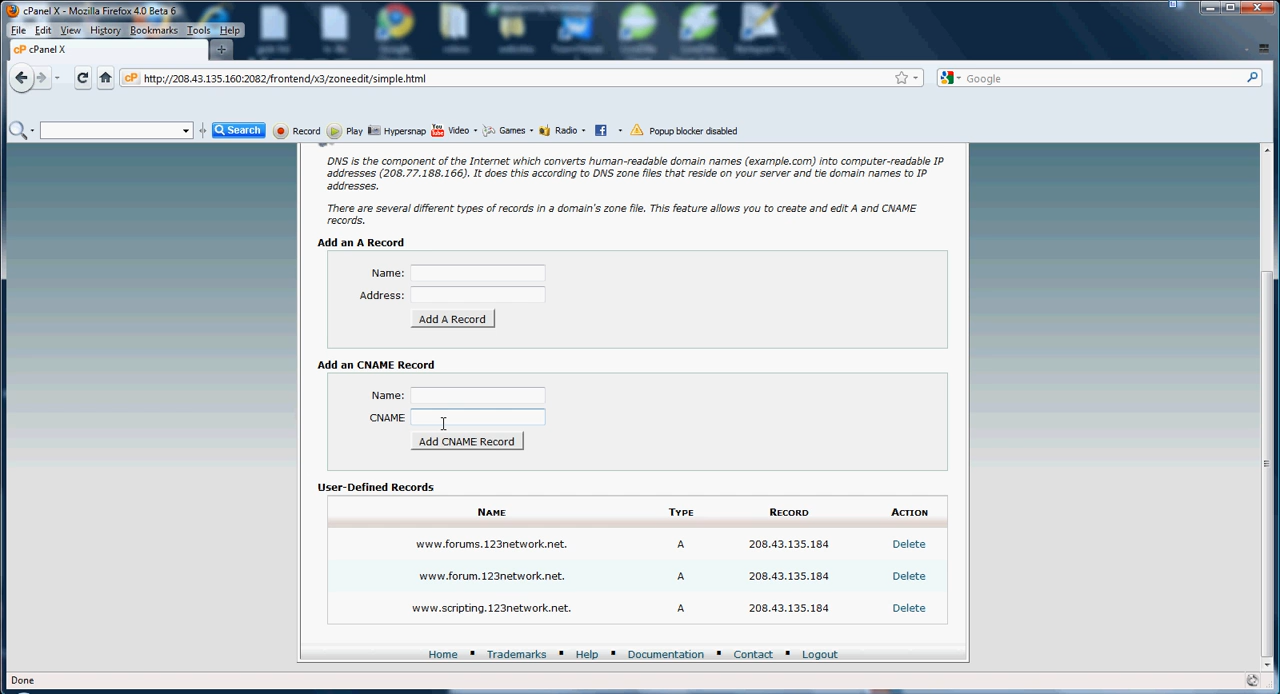 cPanel X - Mozilla Firefox 4.0 Beta 6
File Edit View History Bookmarks Tools Help
cP cPanel X
cP http://208.43.135.160:2082/frontend/x3/zoneedit/simple.html
Google
Search Record Play Hypersnap Video Games Radio Popup blocker disabled
DNS is the component of the Internet which converts human-readable domain names (example.com) into computer-readable IP
addresses (208.77.188.166). It does this according to DNS zone files that reside on your server and tie domain names to IP
addresses.
There are several different types of records in a domain's zone file. This feature allows you to create and edit A and CNAME
records.
Add an A Record
Name:
Address:
Add A Record
Add an CNAME Record
Name:
CNAME
Add CNAME Record
User-Defined Records
NAME TYPE RECORD ACTION
www.forums.123network.net. A 208.43.135.184 Delete
www.forum.123network.net. A 208.43.135.184 Delete
www.scripting.123network.net. A 208.43.135.184 Delete
Home ▪ Trademarks ▪ Help ▪ Documentation ▪ Contact ▪ Logout
Done